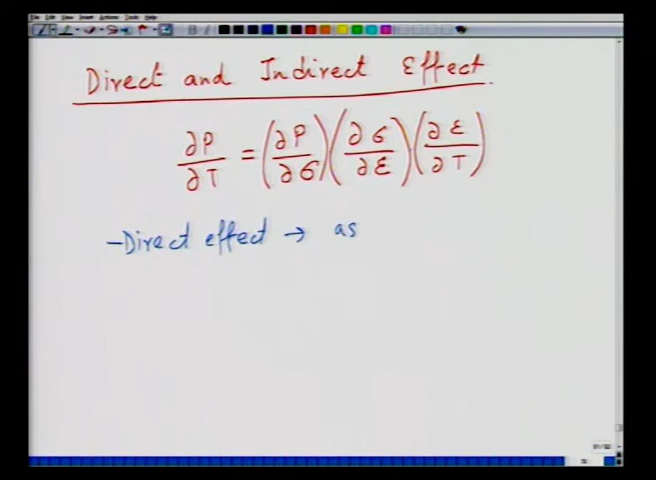 Direct and Indirect Effect.
∂P/∂T = (∂P/∂σ)(∂σ/∂ε)(∂ε/∂T)
-Direct effect → as